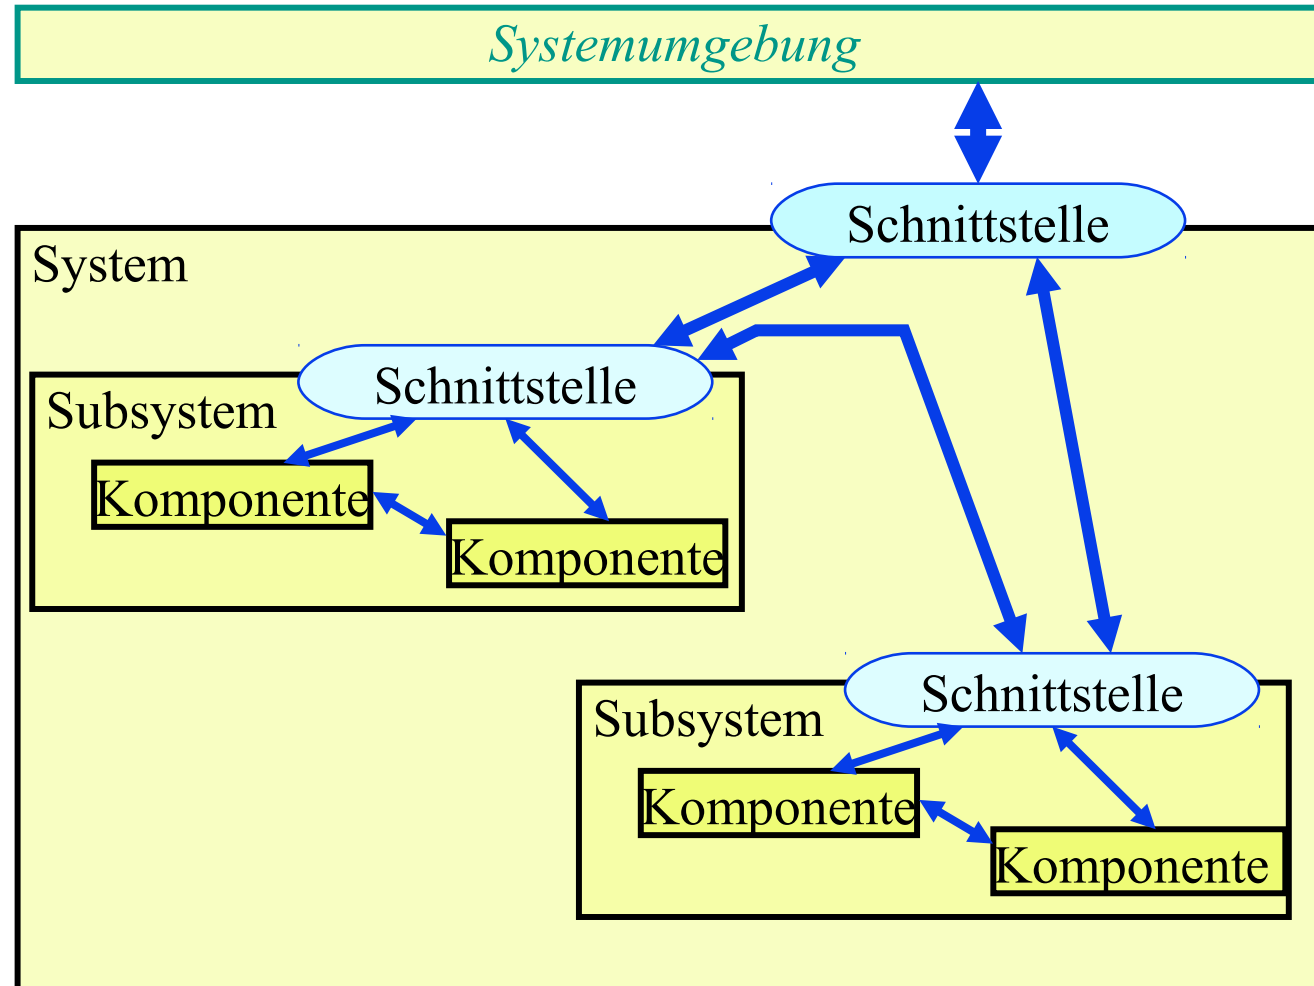 Systemumgebung
Schnittstelle
System
Schnittstelle
Subsystem
Komponente
Komponente
Schnittstelle
Subsystem
Komponente
Komponente